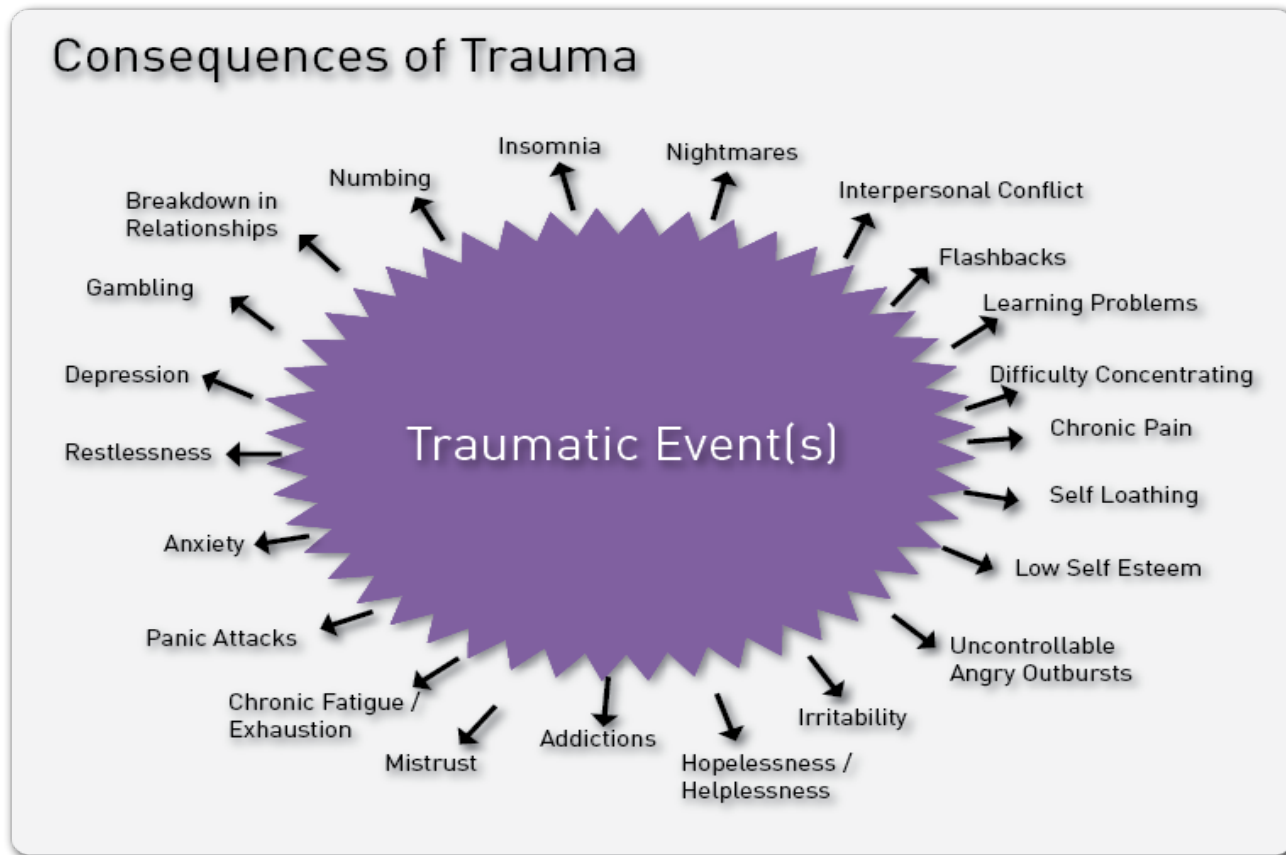 Consequences of Trauma
Insomnia
Nightmares
Numbing
Interpersonal Conflict
Breakdown in
Relationships
Flashbacks
Gambling
Learning Problems
Depression
Difficulty Concentrating
Chronic Pain
Traumatic Event(s)
Restlessness
Self Loathing
Anxiety
Low Self Esteem
Panic Attacks
Uncontrollable
Angry Outbursts
Chronic Fatigue /
Exhaustion
Irritability
Mistrust
Addictions
Hopelessness /
Helplessness